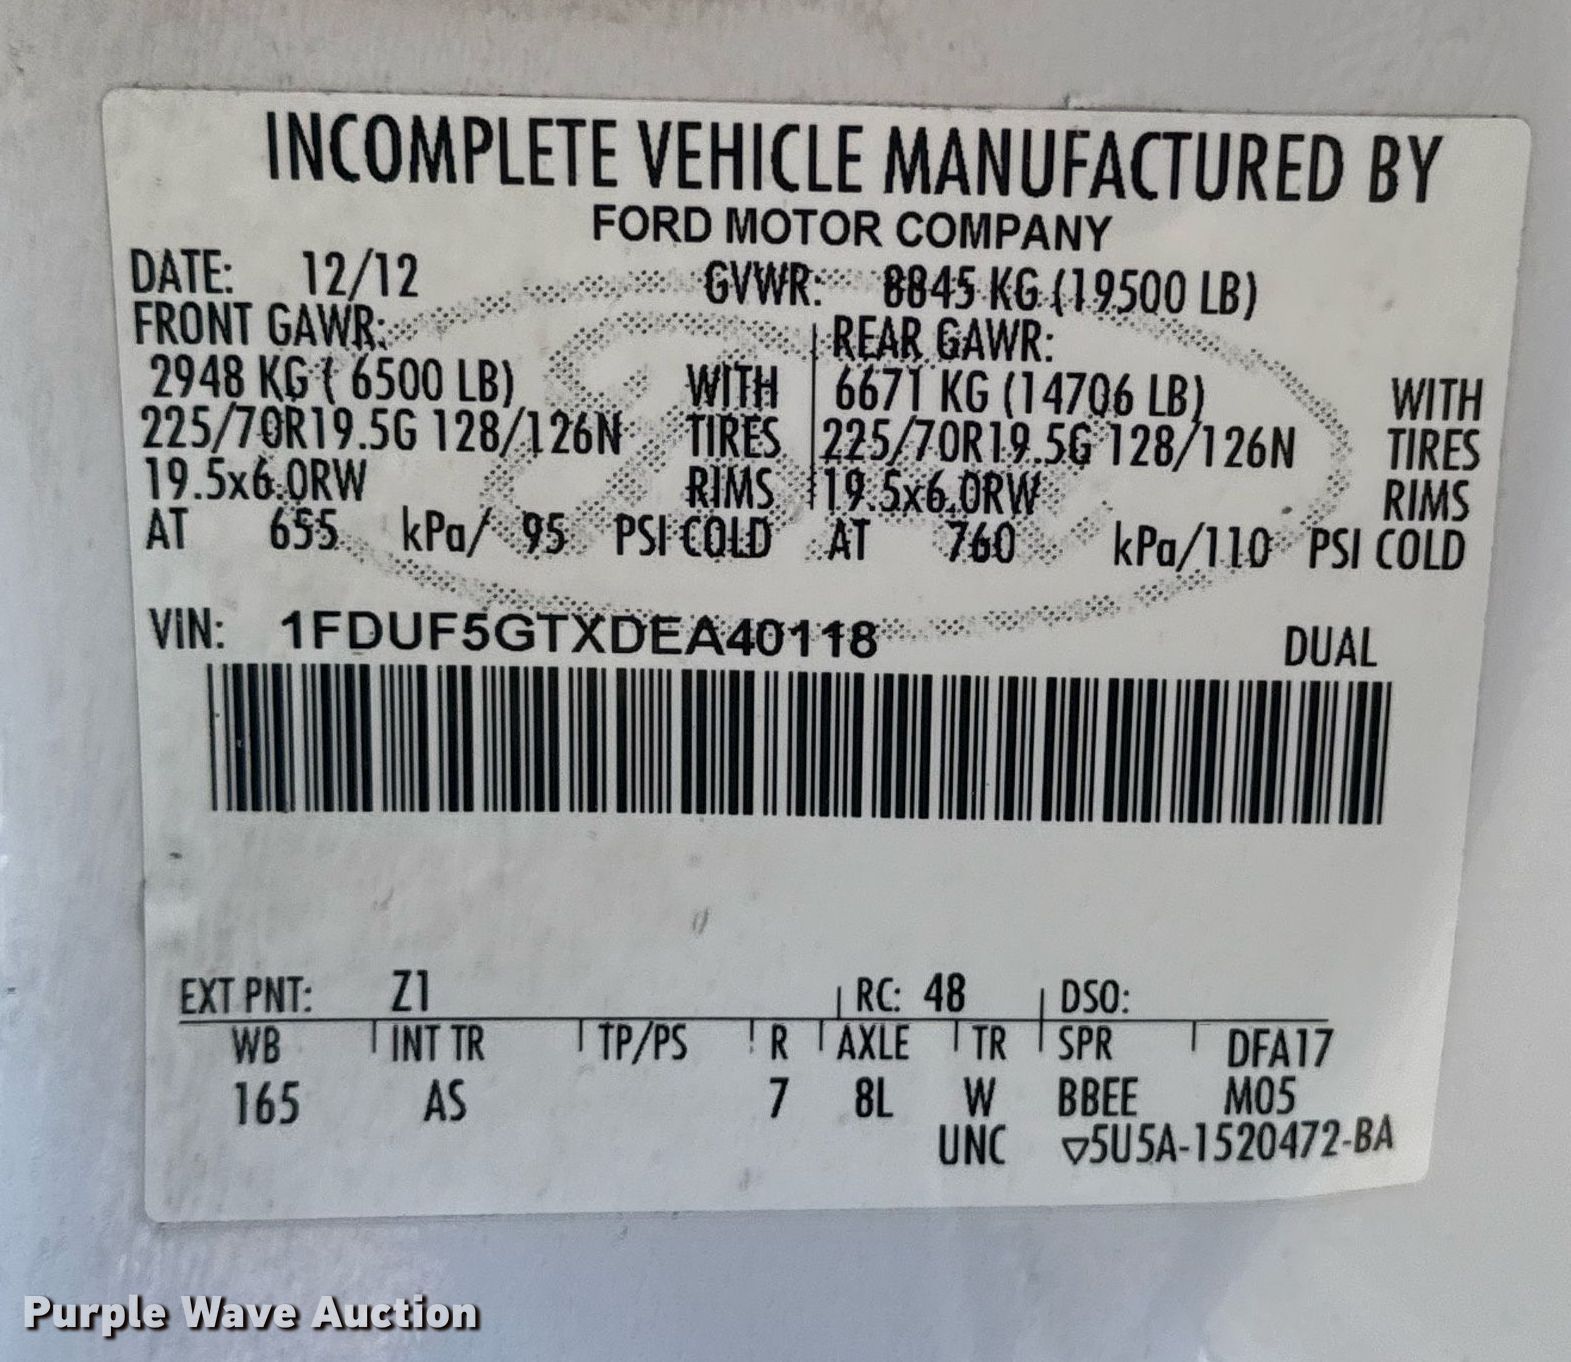 INCOMPLETE VEHICLE MANUFACTURED BY
FORD MOTOR COMPANY
DATE: 12/12 GVWR: 8845 KG (19500 LB)
FRONT GAWR: REAR GAWR:
2948 KG ( 6500 LB) WITH 6671 KG (14706 LB) WITH
225/70R19.5G 128/126N TIRES 225/70R19.5G 128/126N TIRES
19.5x6.0RW RIMS 19.5x6.0RW RIMS
AT 655 kPa/ 95 PSI COLD AT 760 kPa/110 PSI COLD
VIN: 1FDUF5GTXDEA40118 DUAL
EXT PNT: Z1 RC: 48 DSO:
WB INT TR TP/PS R AXLE TR SPR DFA17
165 AS 7 8L W BBEE M05
UNC ▽5U5A-1520472-BA
Purple Wave Auction